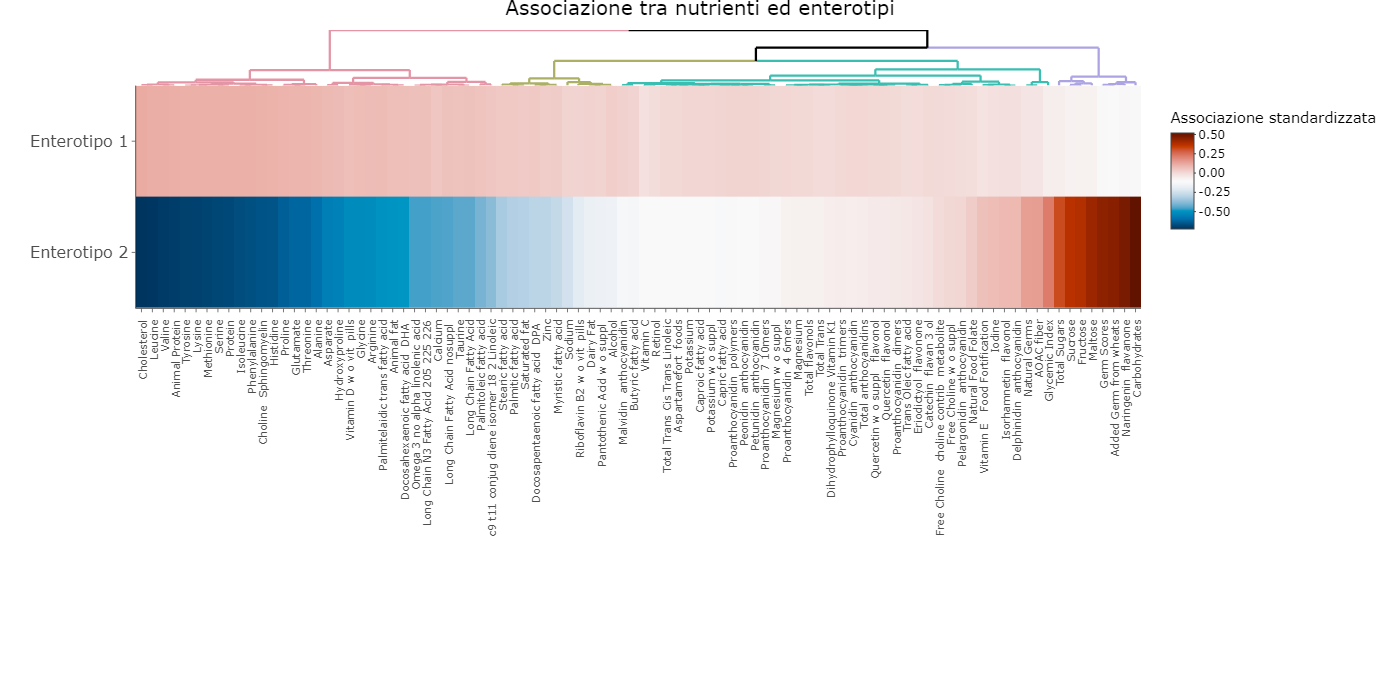 Associazione tra nutrienti ed enterotipi
Enterotipo 1
Enterotipo 2
Associazione standardizzata
0.50
0.25
0.00
-0.25
-0.50
Cholesterol
Leucine
Valine
Animal Protein
Tyrosine
Lysine
Methionine
Serine
Protein
Isoleucine
Phenylalanine
Choline Sphingomyelin
Histidine
Proline
Glutamate
Threonine
Alanine
Asparate
Hydroxyproline
Vitamin D w o vit pills
Glycine
Arginine
Palmitelaidic trans fatty acid
Animal fat
Docosahexaenoic fatty acid DHA
Omega 3 no alpha linolenic acid
Long Chain N3 Fatty Acid 205 225 226
Calcium
Long Chain Fatty Acid nosuppl
Taurine
Long Chain Fatty Acid
Palmitoleic fatty acid
c9 t11 conjug diene isomer 18 2 Linoleic
Stearic fatty acid
Palmitic fatty acid
Saturated fat
Docosapentaenoic fatty acid DPA
Zinc
Myristic fatty acid
Sodium
Riboflavin B2 w o vit pills
Dairy Fat
Pantothenic Acid w o suppl
Alcohol
Malvidin anthocyanidin
Butyric fatty acid
Vitamin C
Retinol
Total Trans Cis Trans Linoleic
Aspartamefort foods
Potassium
Caproic fatty acid
Potassium w o suppl
Capric fatty acid
Proanthocyanidin polymers
Peonidin anthocyanidin
Petunidin anthocyanidin
Proanthocyanidin 7 10mers
Magnesium w o suppl
Proanthocyanidin 4 6mers
Magnesium
Total flavonols
Total Trans
Dihydrophylloquinone Vitamin K1
Proanthocyanidin trimers
Cyanidin anthocyanidin
Total anthocyanidins
Quercetin w o suppl flavonol
Quercetin flavonol
Proanthocyanidin dimers
Trans Oleic fatty acid
Eriodictyol flavonone
Catechin flavan 3 ol
Free Choline choline contrib metabolite
Free Choline w o suppl
Pelargonidin anthocyanidin
Natural Food Folate
Vitamin E Food Fortification
Iodine
Isorhamnetin flavonol
Delphinidin anthocyanidin
Natural Germs
AOAC fiber
Glycemic Index
Total Sugars
Sucrose
Fructose
Maltose
Germ Scores
Added Germ from wheats
Naringenin flavanone
Carbohydrates